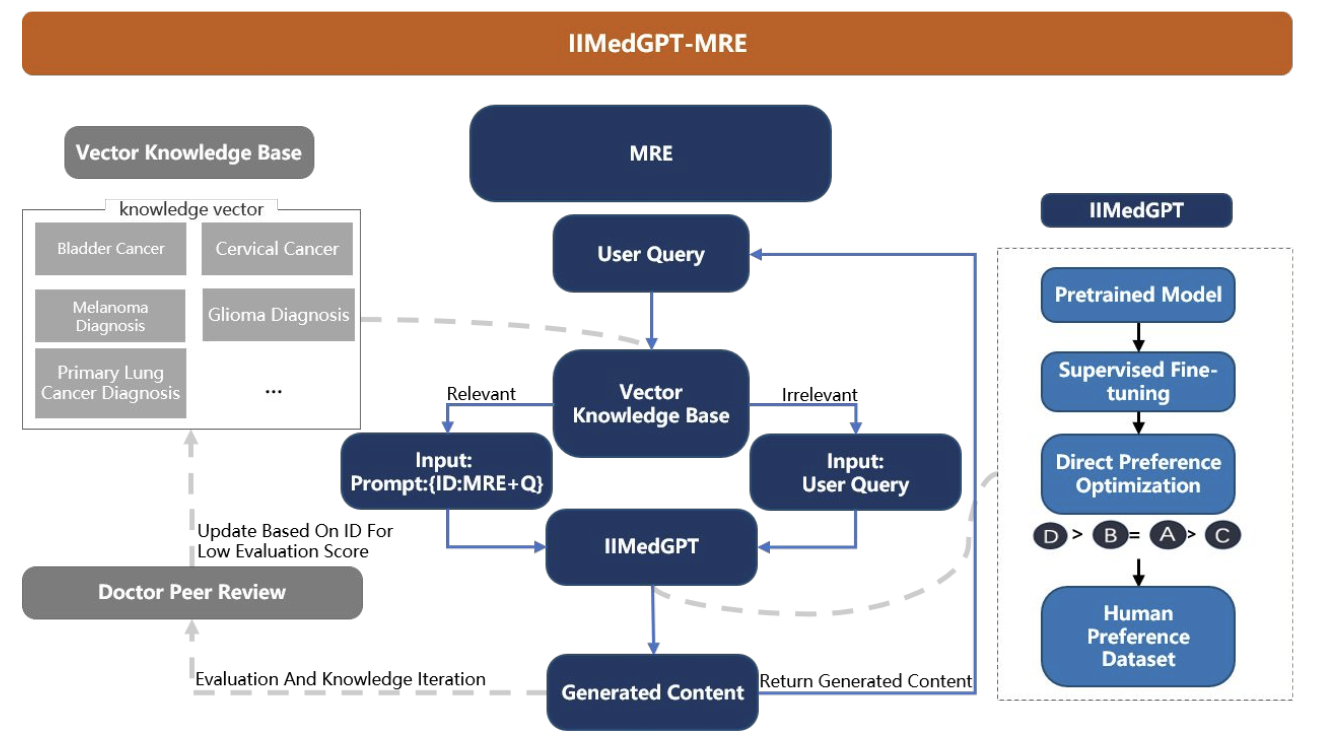 IIMedGPT-MRE
Vector Knowledge Base
knowledge vector
Bladder Cancer
Cervical Cancer
Melanoma
Diagnosis
Glioma Diagnosis
Primary Lung
Cancer Diagnosis
...
Update Based On ID For
Low Evaluation Score
Doctor Peer Review
Evaluation And Knowledge Iteration
MRE
User Query
Vector
Knowledge Base
Relevant
Irrelevant
Input:
Prompt:{ID:MRE+Q}
Input:
User Query
IIMedGPT
Generated Content
Return Generated Content
IIMedGPT
Pretrained Model
Supervised Fine-
tuning
Direct Preference
Optimization
D > B = A > C
Human
Preference
Dataset